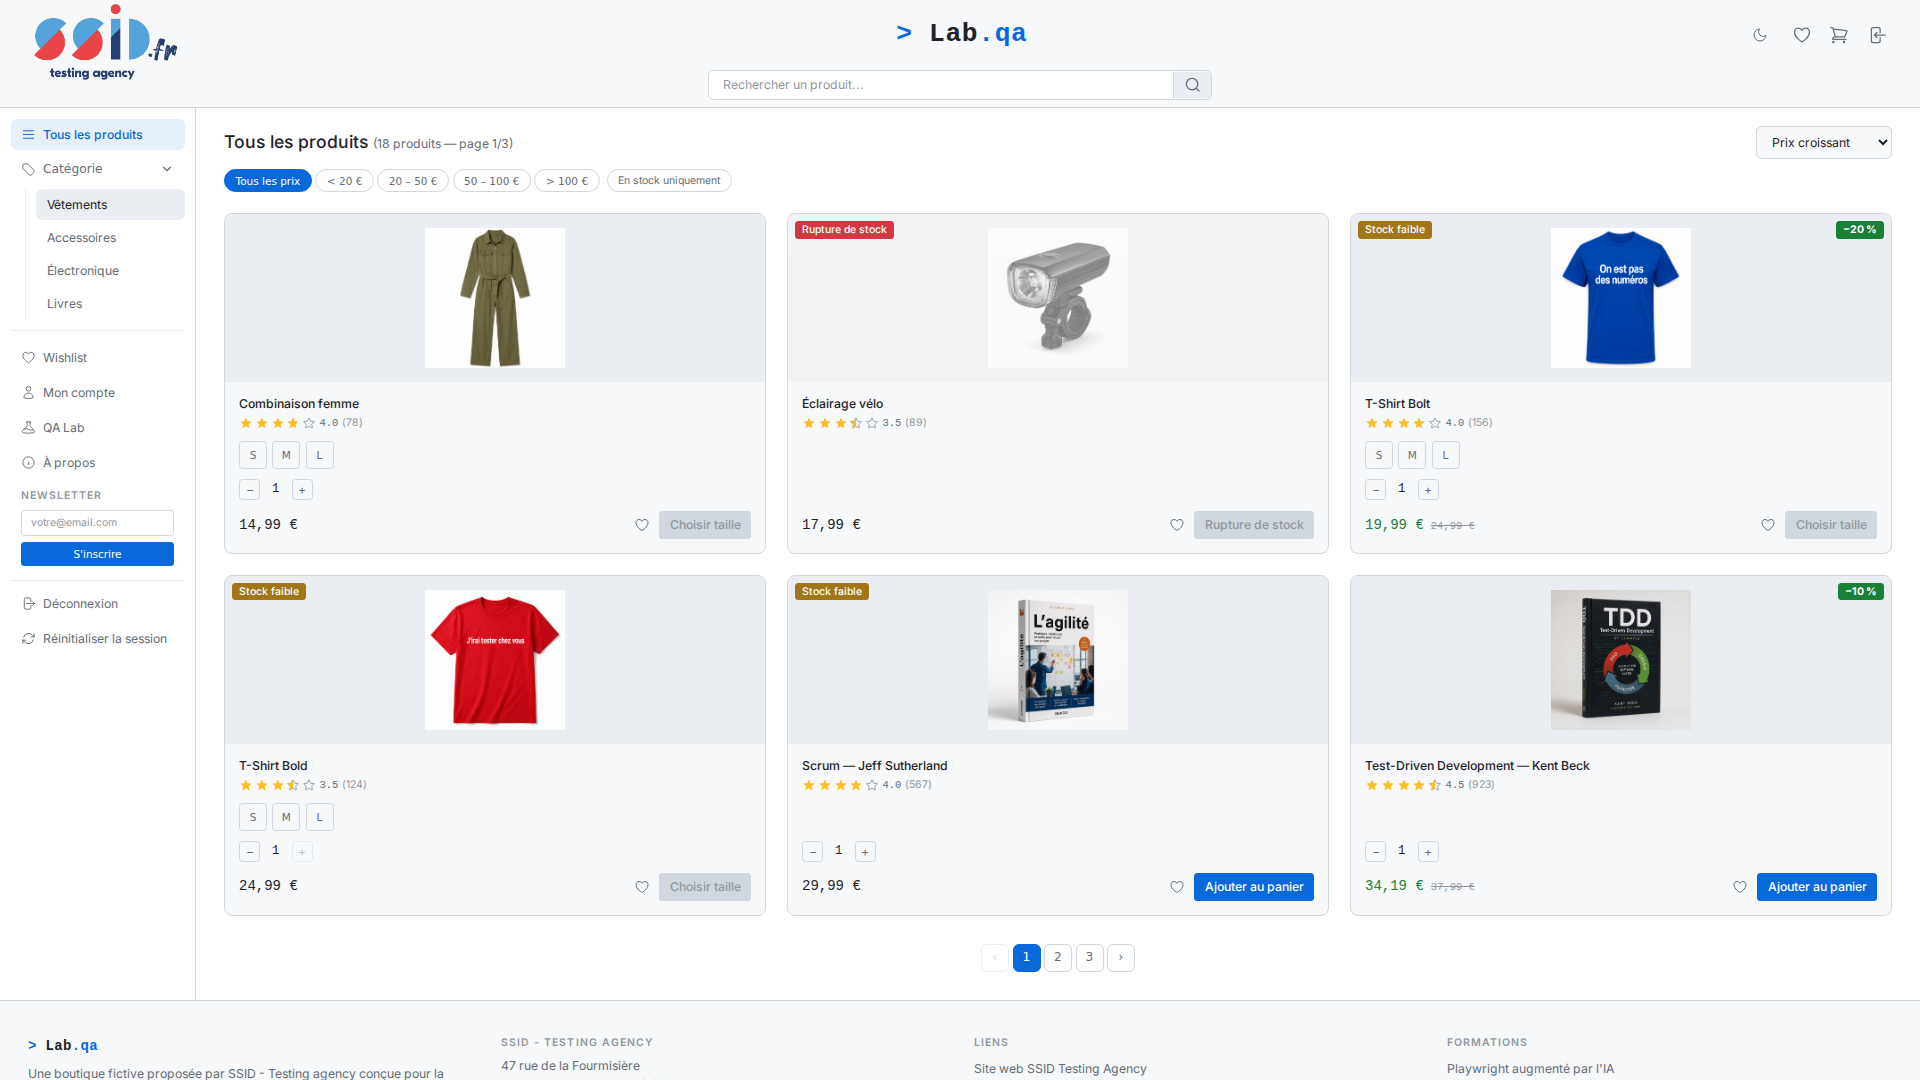 ssiD.fr
testing agency
> Lab.qa
Rechercher un produit...
Tous les produits
Catégorie
Vêtements
Accessoires
Électronique
Livres
Wishlist
Mon compte
QA Lab
À propos
NEWSLETTER
votre@email.com
S'inscrire
Déconnexion
Réinitialiser la session
Tous les produits (18 produits — page 1/3)
Prix croissant
Tous les prix
< 20 €
20 – 50 €
50 – 100 €
> 100 €
En stock uniquement
Combinaison femme
4.0 (78)
S M L
− 1 +
14,99 €
Choisir taille
Rupture de stock
Éclairage vélo
3.5 (89)
17,99 €
Rupture de stock
Stock faible
−20 %
On est pas
des numéros
T-Shirt Bolt
4.0 (156)
S M L
− 1 +
19,99 € 24,99 €
Choisir taille
Stock faible
J'irai tester chez vous
T-Shirt Bold
3.5 (124)
S M L
− 1 +
24,99 €
Choisir taille
Stock faible
L'agilité
Scrum — Jeff Sutherland
4.0 (567)
− 1 +
29,99 €
Ajouter au panier
−10 %
TDD
Test-Driven Development
KENT BECK
Test-Driven Development — Kent Beck
4.5 (923)
− 1 +
34,19 € 37,99 €
Ajouter au panier
‹ 1 2 3 ›
> Lab.qa
Une boutique fictive proposée par SSID - Testing agency conçue pour la
SSID - TESTING AGENCY
47 rue de la Fourmisière
LIENS
Site web SSID Testing Agency
FORMATIONS
Playwright augmenté par l'IA